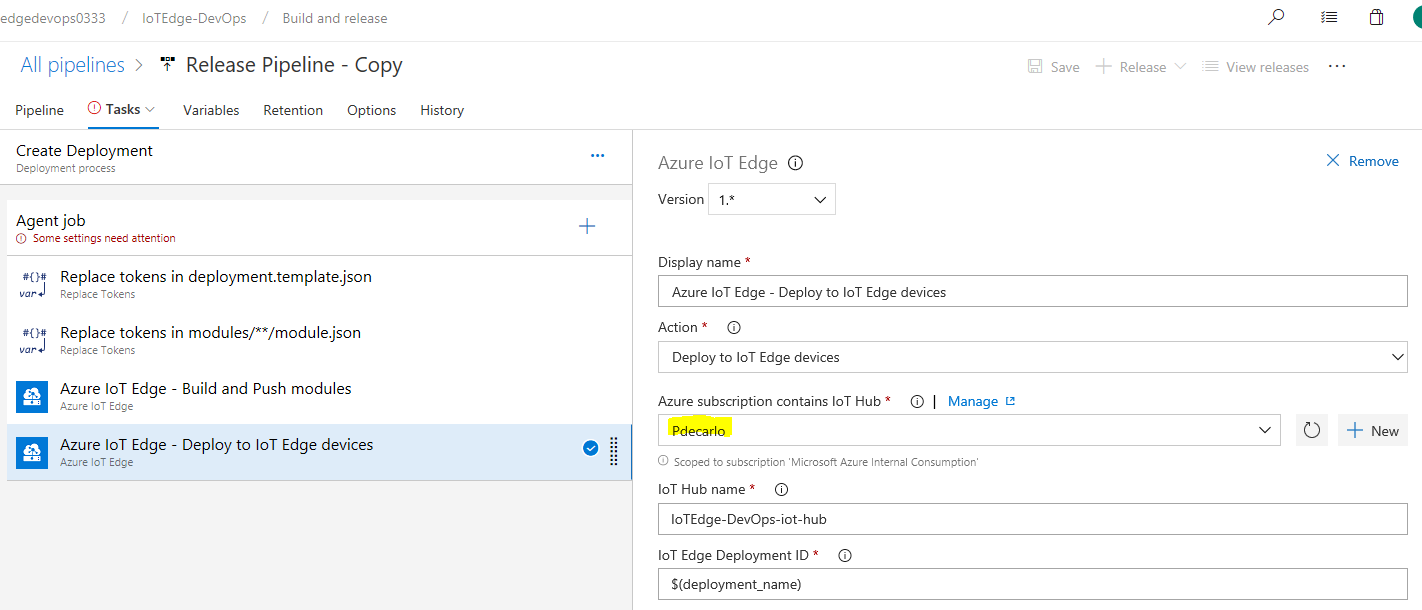 edgedevops0333 / IoTEdge-DevOps / Build and release
All pipelines > Release Pipeline - Copy
Save + Release View releases ...
Pipeline Tasks Variables Retention Options History
Create Deployment
Deployment process
...
Agent job
Some settings need attention
#{}# Replace tokens in deployment.template.json
var Replace Tokens
#{}# Replace tokens in modules/**/module.json
var Replace Tokens
Azure IoT Edge - Build and Push modules
Azure IoT Edge
Azure IoT Edge - Deploy to IoT Edge devices
Azure IoT Edge
Azure IoT Edge
Remove
Version 1.*
Display name *
Azure IoT Edge - Deploy to IoT Edge devices
Action *
Deploy to IoT Edge devices
Azure subscription contains IoT Hub * | Manage
Pdecarlo
+ New
Scoped to subscription 'Microsoft Azure Internal Consumption'
IoT Hub name *
IoTEdge-DevOps-iot-hub
IoT Edge Deployment ID *
$(deployment_name)